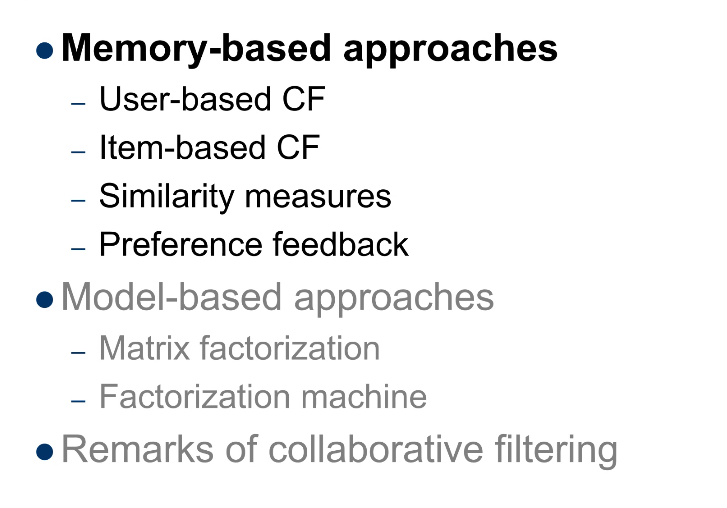 ● Memory-based approaches
– User-based CF
– Item-based CF
– Similarity measures
– Preference feedback
● Model-based approaches
– Matrix factorization
– Factorization machine
● Remarks of collaborative filtering